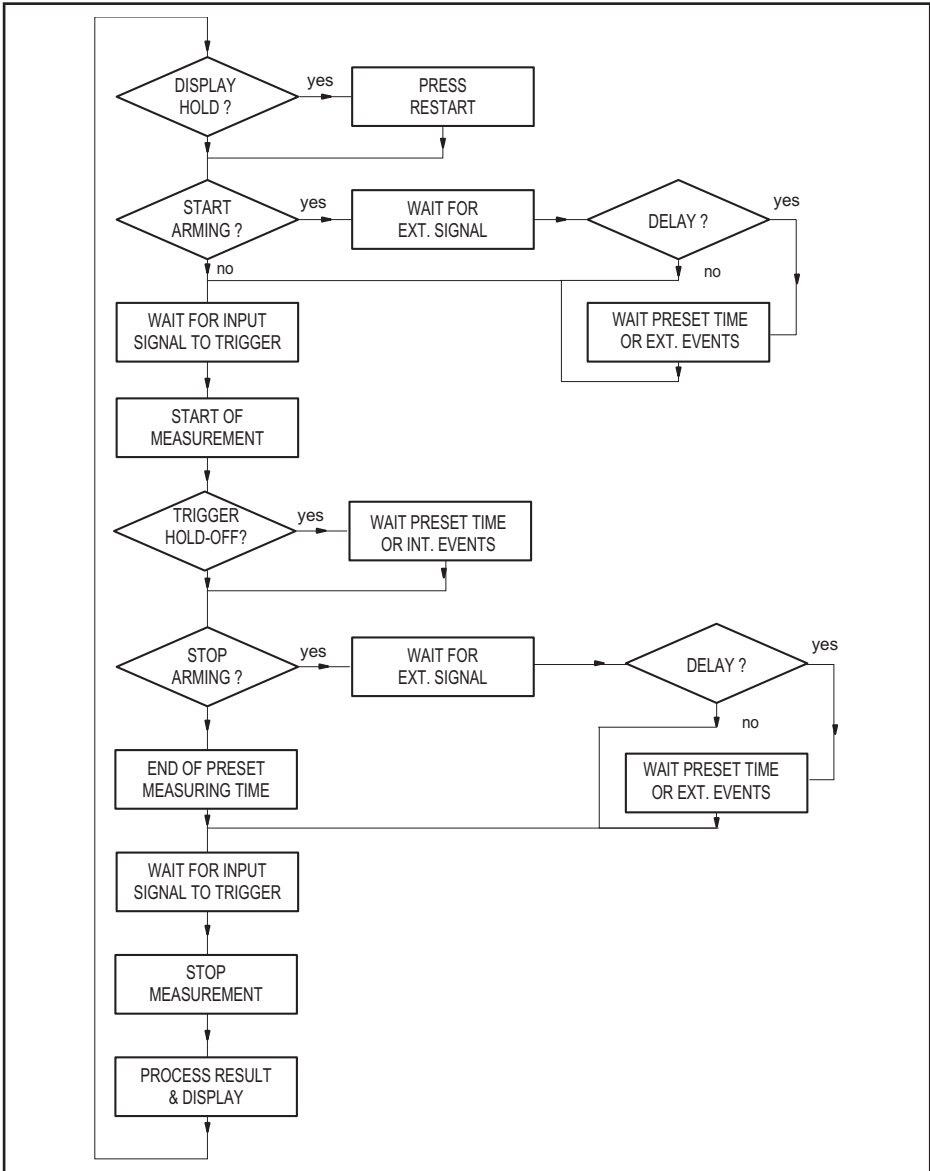 DISPLAY
HOLD ?
yes
PRESS
RESTART
START
ARMING ?
yes
WAIT FOR
EXT. SIGNAL
DELAY ?
yes
no
no
WAIT FOR INPUT
SIGNAL TO TRIGGER
WAIT PRESET TIME
OR EXT. EVENTS
START OF
MEASUREMENT
TRIGGER
HOLD-OFF?
yes
WAIT PRESET TIME
OR INT. EVENTS
STOP
ARMING ?
yes
WAIT FOR
EXT. SIGNAL
DELAY ?
yes
no
END OF PRESET
MEASURING TIME
WAIT PRESET TIME
OR EXT. EVENTS
WAIT FOR INPUT
SIGNAL TO TRIGGER
STOP
MEASUREMENT
PROCESS RESULT
& DISPLAY